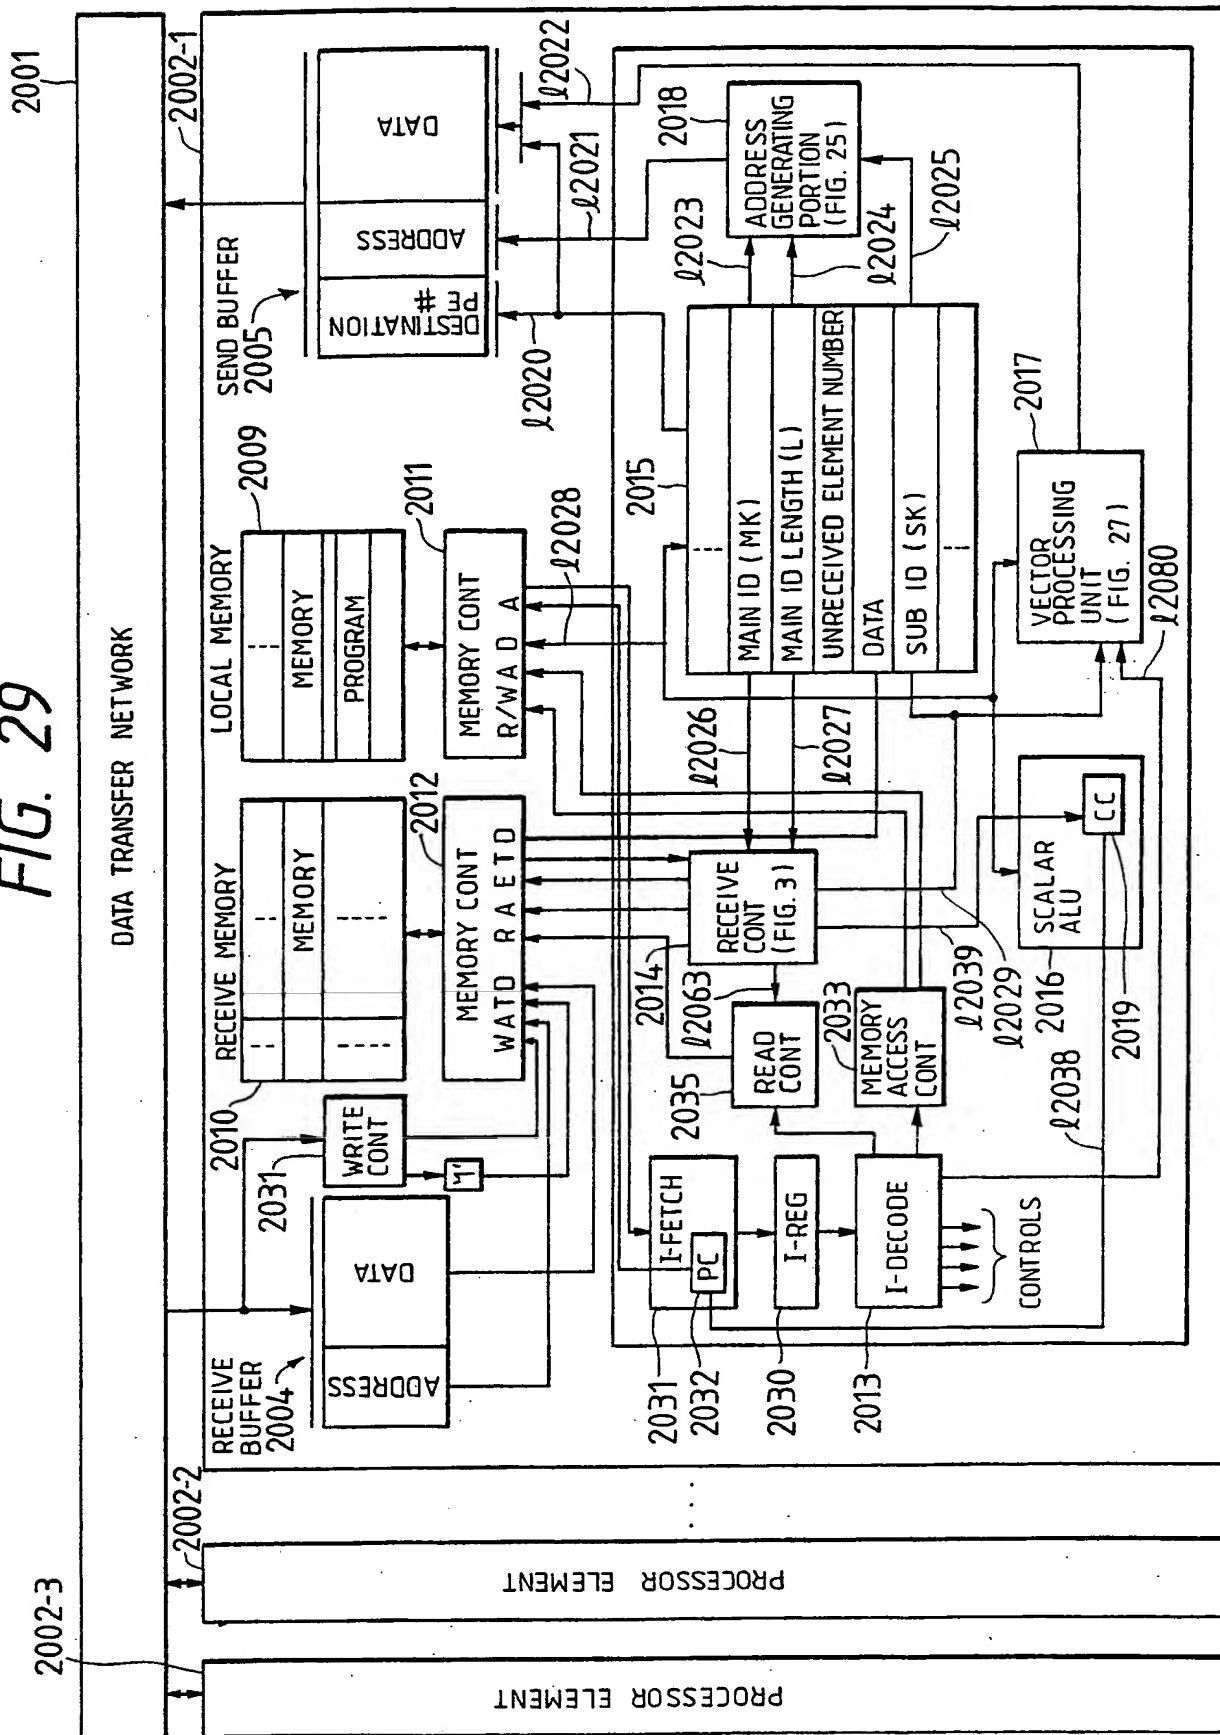 FIG. 29
2001
DATA TRANSFER NETWORK
2002-3
2002-2
2002-1
PROCESSOR ELEMENT
PROCESSOR ELEMENT
RECEIVE
BUFFER
2004
ADDRESS
DATA
2031
WRITE
CONT
'1'
2010
RECEIVE MEMORY
MEMORY
2012
MEMORY CONT
WATD R A E T D
LOCAL MEMORY
2009
MEMORY
PROGRAM
2011
MEMORY CONT
R/W A D A
ℓ2028
SEND BUFFER
2005
DESTINATION
PE #
ADDRESS
DATA
ℓ2020
ℓ2021
ℓ2022
2031
I-FETCH
PC
2032
2030
I-REG
2013
I-DECODE
CONTROLS
2035
READ
CONT
ℓ2063
2014
RECEIVE
CONT
(FIG. 3)
2033
MEMORY
ACCESS
CONT
ℓ2026
ℓ2027
2015
MAIN ID (MK)
MAIN ID LENGTH (L)
UNRECEIVED ELEMENT NUMBER
DATA
SUB ID (SK)
ℓ2023
ℓ2024
ℓ2025
2018
ADDRESS
GENERATING
PORTION
(FIG. 25)
ℓ2039
ℓ2029
2016
SCALAR
ALU
CC
2019
ℓ2038
2017
VECTOR
PROCESSING
UNIT
(FIG. 27)
ℓ2080